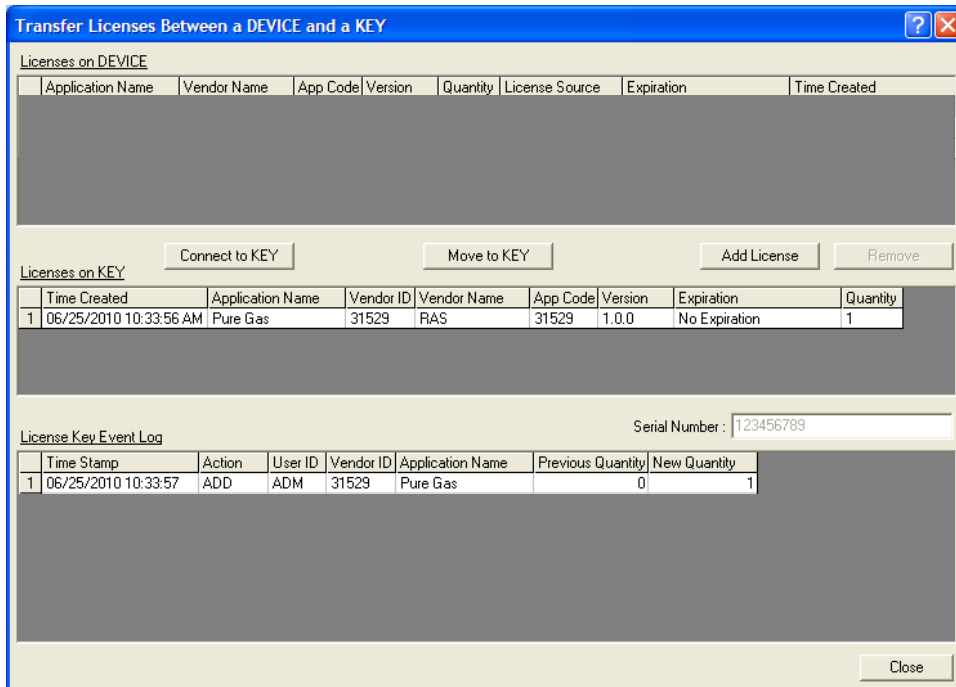 Transfer Licenses Between a DEVICE and a KEY
Licenses on DEVICE
Application Name Vendor Name App Code Version Quantity License Source Expiration Time Created
Connect to KEY Move to KEY Add License Remove
Licenses on KEY
Time Created Application Name Vendor ID Vendor Name App Code Version Expiration Quantity
1 06/25/2010 10:33:56 AM Pure Gas 31529 RAS 31529 1.0.0 No Expiration 1
Serial Number : 123456789
License Key Event Log
Time Stamp Action User ID Vendor ID Application Name Previous Quantity New Quantity
1 06/25/2010 10:33:57 ADD ADM 31529 Pure Gas 0 1
Close